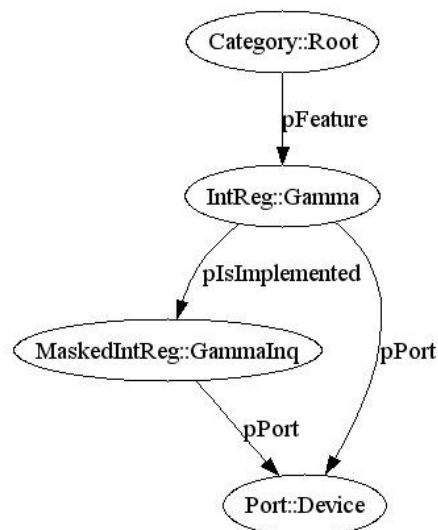 Category::Root
pFeature
IntReg::Gamma
pIsImplemented
MaskedIntReg::GammaInq
pPort
pPort
Port::Device